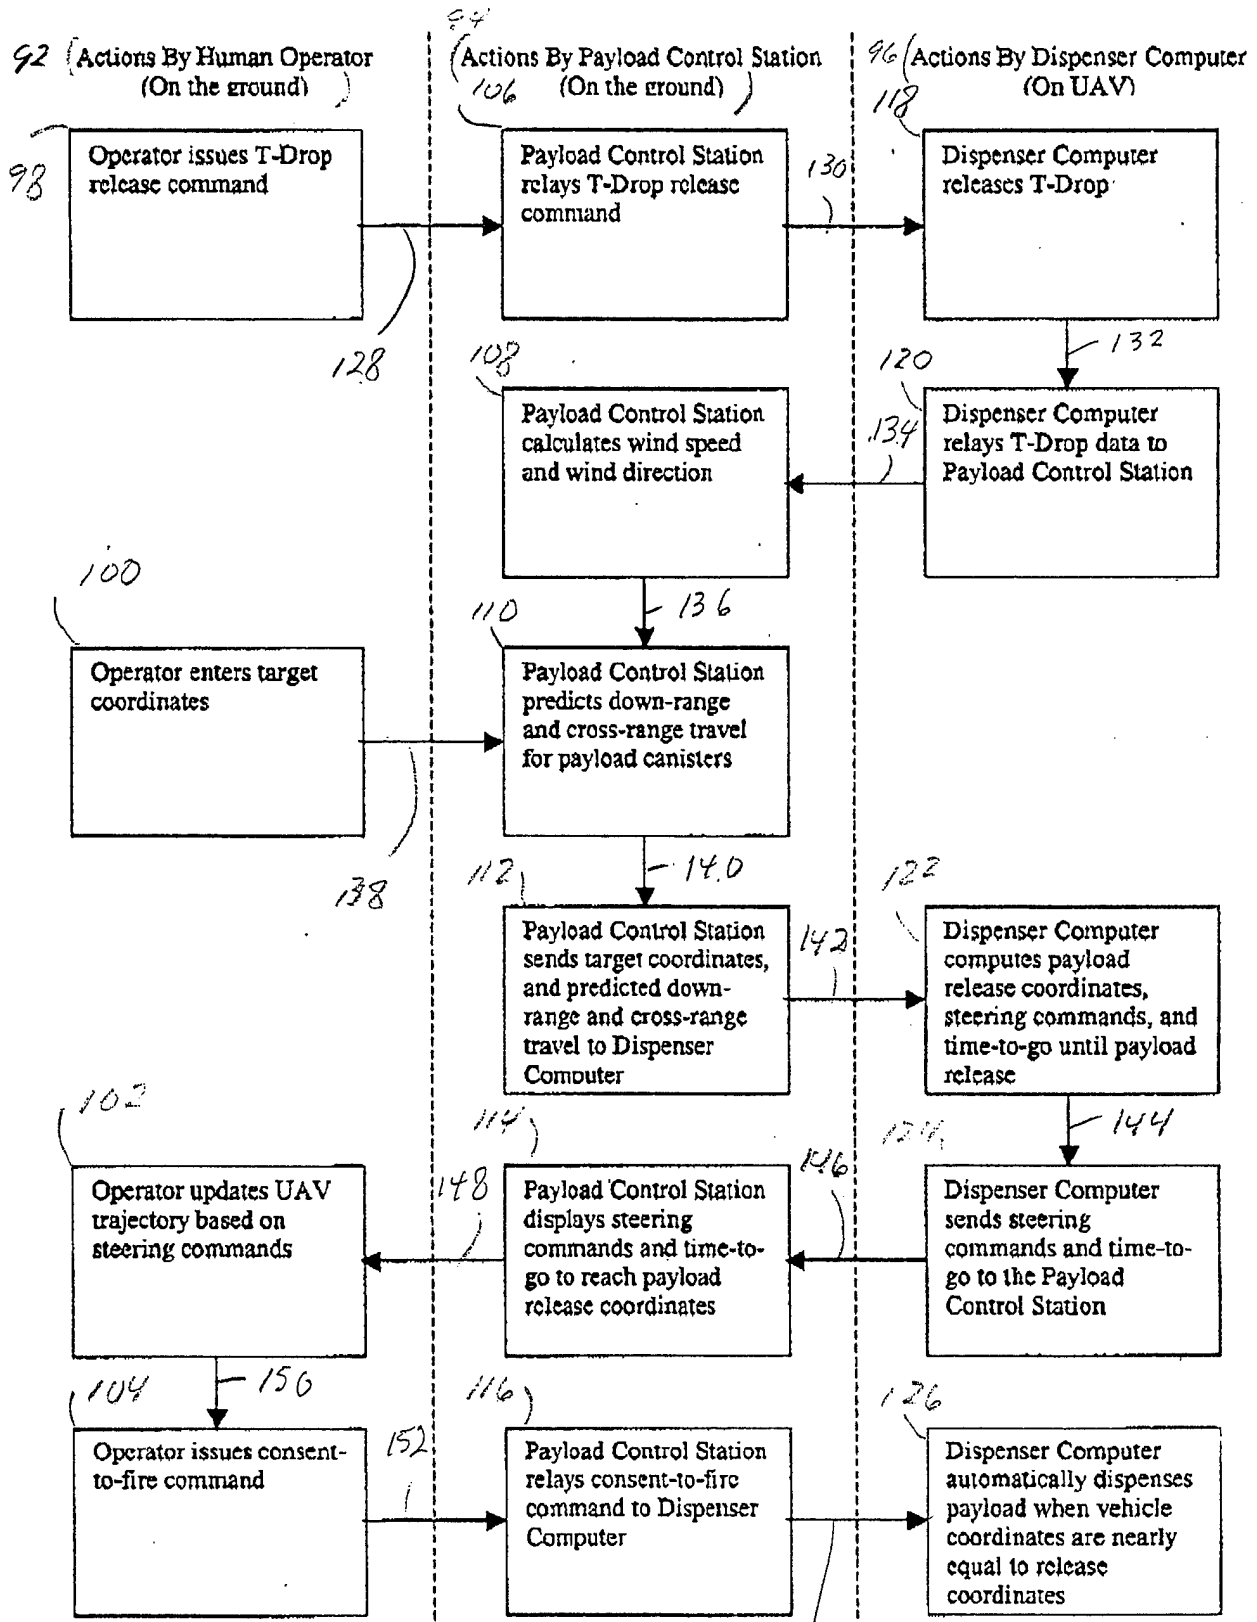 94
92 (Actions By Human Operator
(On the ground))
(Actions By Payload Control Station
(On the ground))
96 (Actions By Dispenser Computer
(On UAV)
98
Operator issues T-Drop
release command
106
Payload Control Station
relays T-Drop release
command
130
118
Dispenser Computer
releases T-Drop
128
132
108
Payload Control Station
calculates wind speed
and wind direction
134
120
Dispenser Computer
relays T-Drop data to
Payload Control Station
136
100
Operator enters target
coordinates
110
Payload Control Station
predicts down-range
and cross-range travel
for payload canisters
138
140
112
Payload Control Station
sends target coordinates,
and predicted down-
range and cross-range
travel to Dispenser
Computer
142
122
Dispenser Computer
computes payload
release coordinates,
steering commands, and
time-to-go until payload
release
144
102
Operator updates UAV
trajectory based on
steering commands
148
114
Payload Control Station
displays steering
commands and time-to-
go to reach payload
release coordinates
146
124
Dispenser Computer
sends steering
commands and time-to-
go to the Payload
Control Station
150
104
Operator issues consent-
to-fire command
152
116
Payload Control Station
relays consent-to-fire
command to Dispenser
Computer
126
Dispenser Computer
automatically dispenses
payload when vehicle
coordinates are nearly
equal to release
coordinates